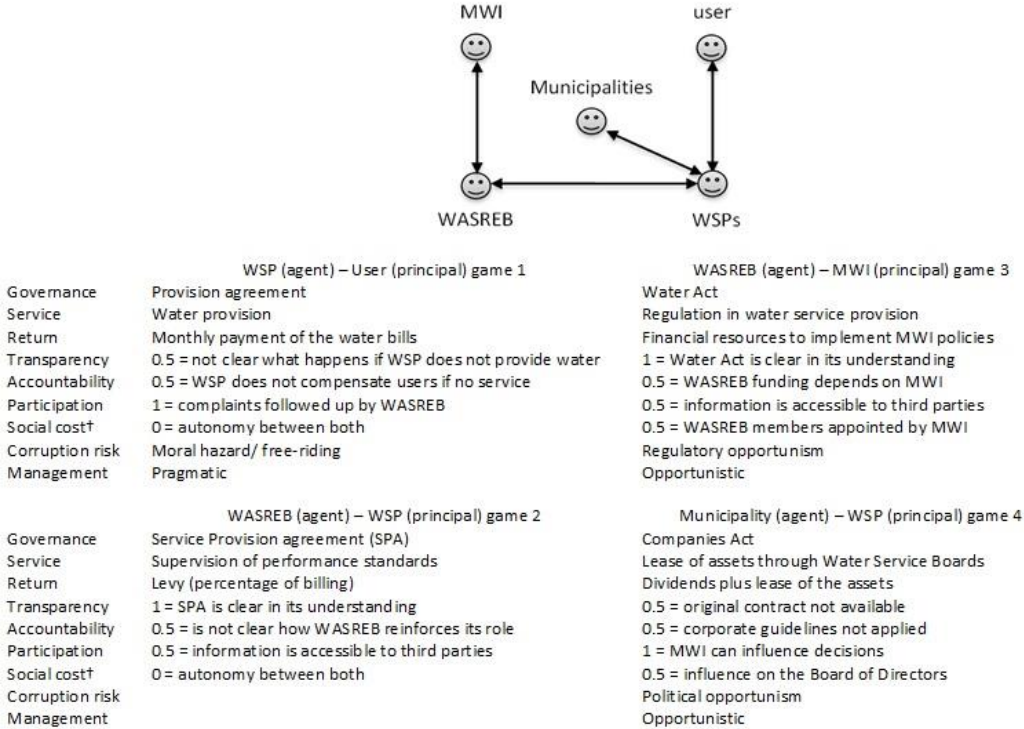 MWI
user
Municipalities
WASREB
WSPs
WSP (agent) – User (principal) game 1
Governance Provision agreement
Service Water provision
Return Monthly payment of the water bills
Transparency 0.5 = not clear what happens if WSP does not provide water
Accountability 0.5 = WSP does not compensate users if no service
Participation 1 = complaints followed up by WASREB
Social cost† 0 = autonomy between both
Corruption risk Moral hazard/ free-riding
Management Pragmatic
WASREB (agent) – MWI (principal) game 3
Water Act
Regulation in water service provision
Financial resources to implement MWI policies
1 = Water Act is clear in its understanding
0.5 = WASREB funding depends on MWI
0.5 = information is accessible to third parties
0.5 = WASREB members appointed by MWI
Regulatory opportunism
Opportunistic
WASREB (agent) – WSP (principal) game 2
Governance Service Provision agreement (SPA)
Service Supervision of performance standards
Return Levy (percentage of billing)
Transparency 1 = SPA is clear in its understanding
Accountability 0.5 = is not clear how WASREB reinforces its role
Participation 0.5 = information is accessible to third parties
Social cost† 0 = autonomy between both
Corruption risk
Management
Municipality (agent) – WSP (principal) game 4
Companies Act
Lease of assets through Water Service Boards
Dividends plus lease of the assets
0.5 = original contract not available
0.5 = corporate guidelines not applied
1 = MWI can influence decisions
0.5 = influence on the Board of Directors
Political opportunism
Opportunistic